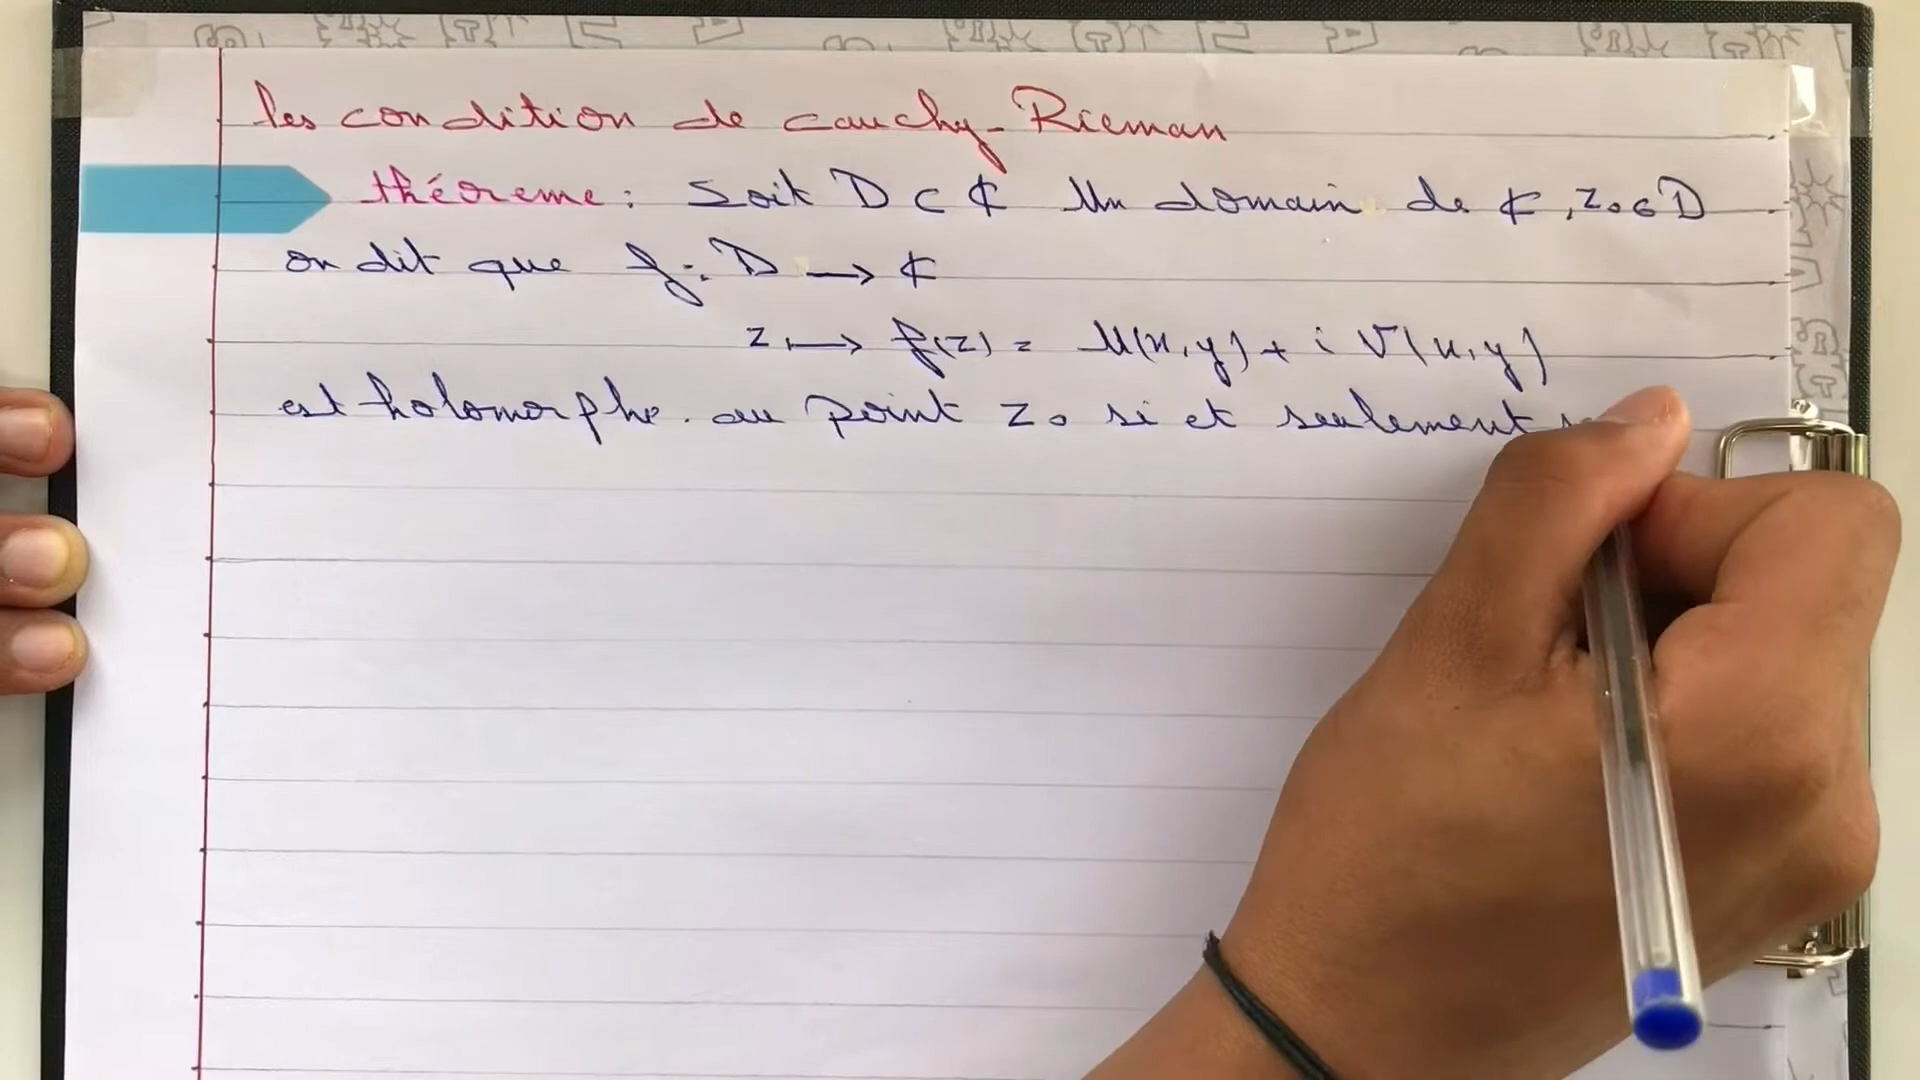 les condition de cauchy-Rieman
théoreme : Soit D ⊂ ℂ Un domain de ℂ, z₀ ∈ D
on dit que f : D → ℂ
z ↦ f(z) = U(x,y) + i V(x,y)
est holomorphe au point z₀ si et seulement